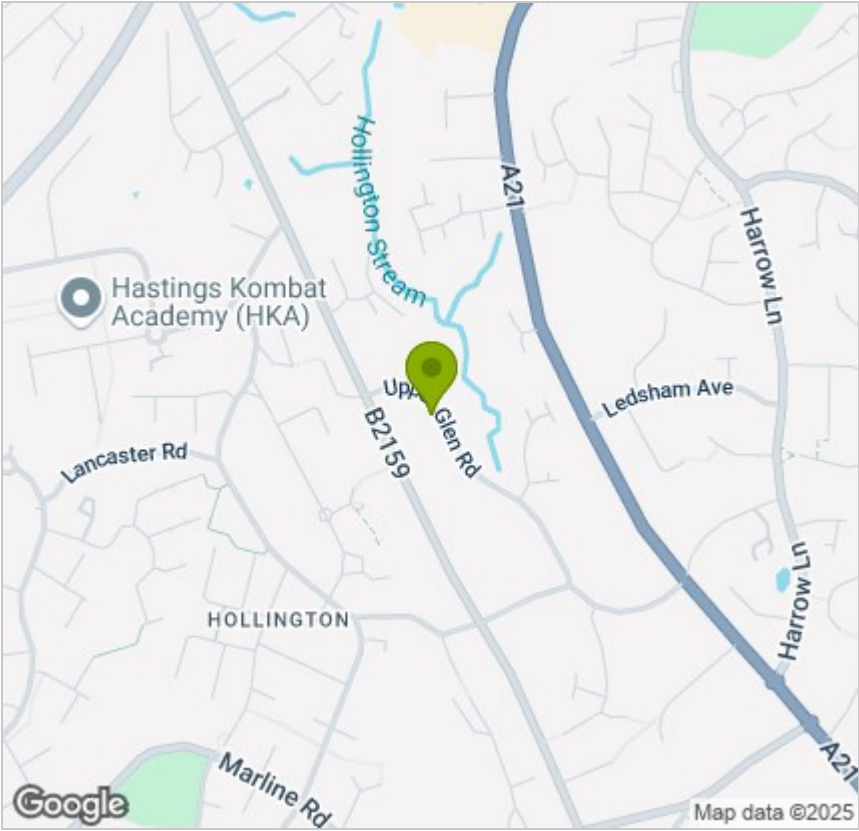 Hollington Stream
A21
Harrow Ln
Hastings Kombat
Academy (HKA)
Glen Rd
Ledsham Ave
B2159
Lancaster Rd
HOLLINGTON
Harrow Ln
Marline Rd
A21
Google
Map data ©2025